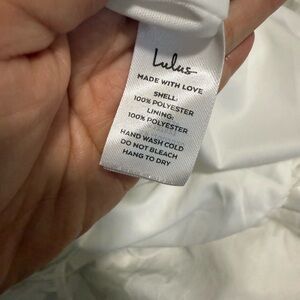 Lulus
MADE WITH LOVE
SHELL:
100% POLYESTER
LINING:
100% POLYESTER
HAND WASH COLD
DO NOT BLEACH
HANG TO DRY